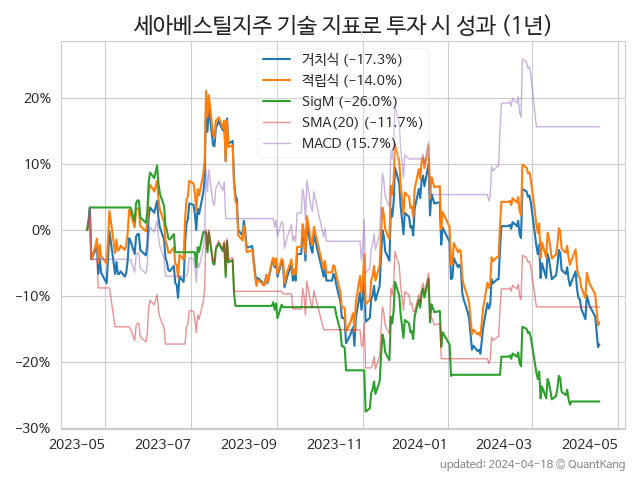 세아베스틸지주 기술 지표로 투자 시 성과 (1년)
거치식 (−17.3%)
적립식 (−14.0%)
SigM (−26.0%)
SMA(20) (−11.7%)
MACD (15.7%)
20%
10%
0%
−10%
−20%
−30%
2023-05 2023-07 2023-09 2023-11 2024-01 2024-03 2024-05
updated: 2024-04-18 © QuantKang